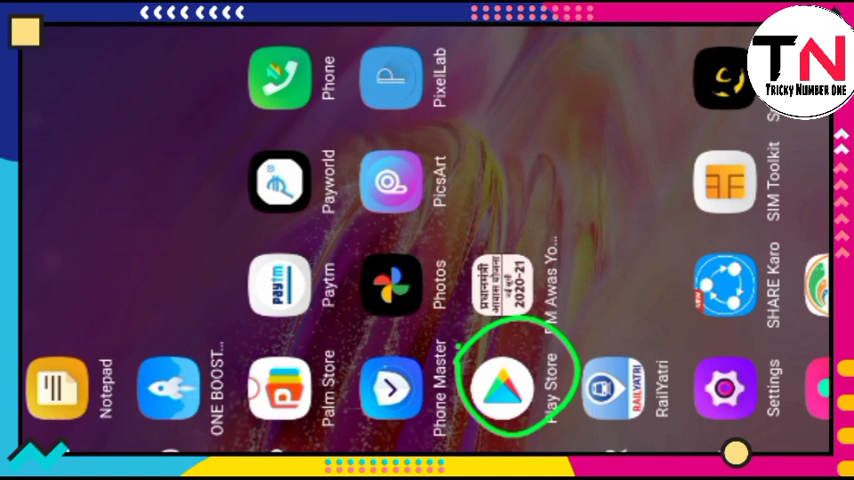 TN
TRICKY NUMBER ONE
Notepad
ONE BOOST...
Palm Store
paytm
Paytm
Payworld
Phone
Phone Master
Photos
PicsArt
PixelLab
Play Store
प्रधानमंत्री
आवास योजना
नई सूची
2020-21
PM Awas Yo...
RAILYATRI
RailYatri
Settings
SHARE Karo
SIM Toolkit